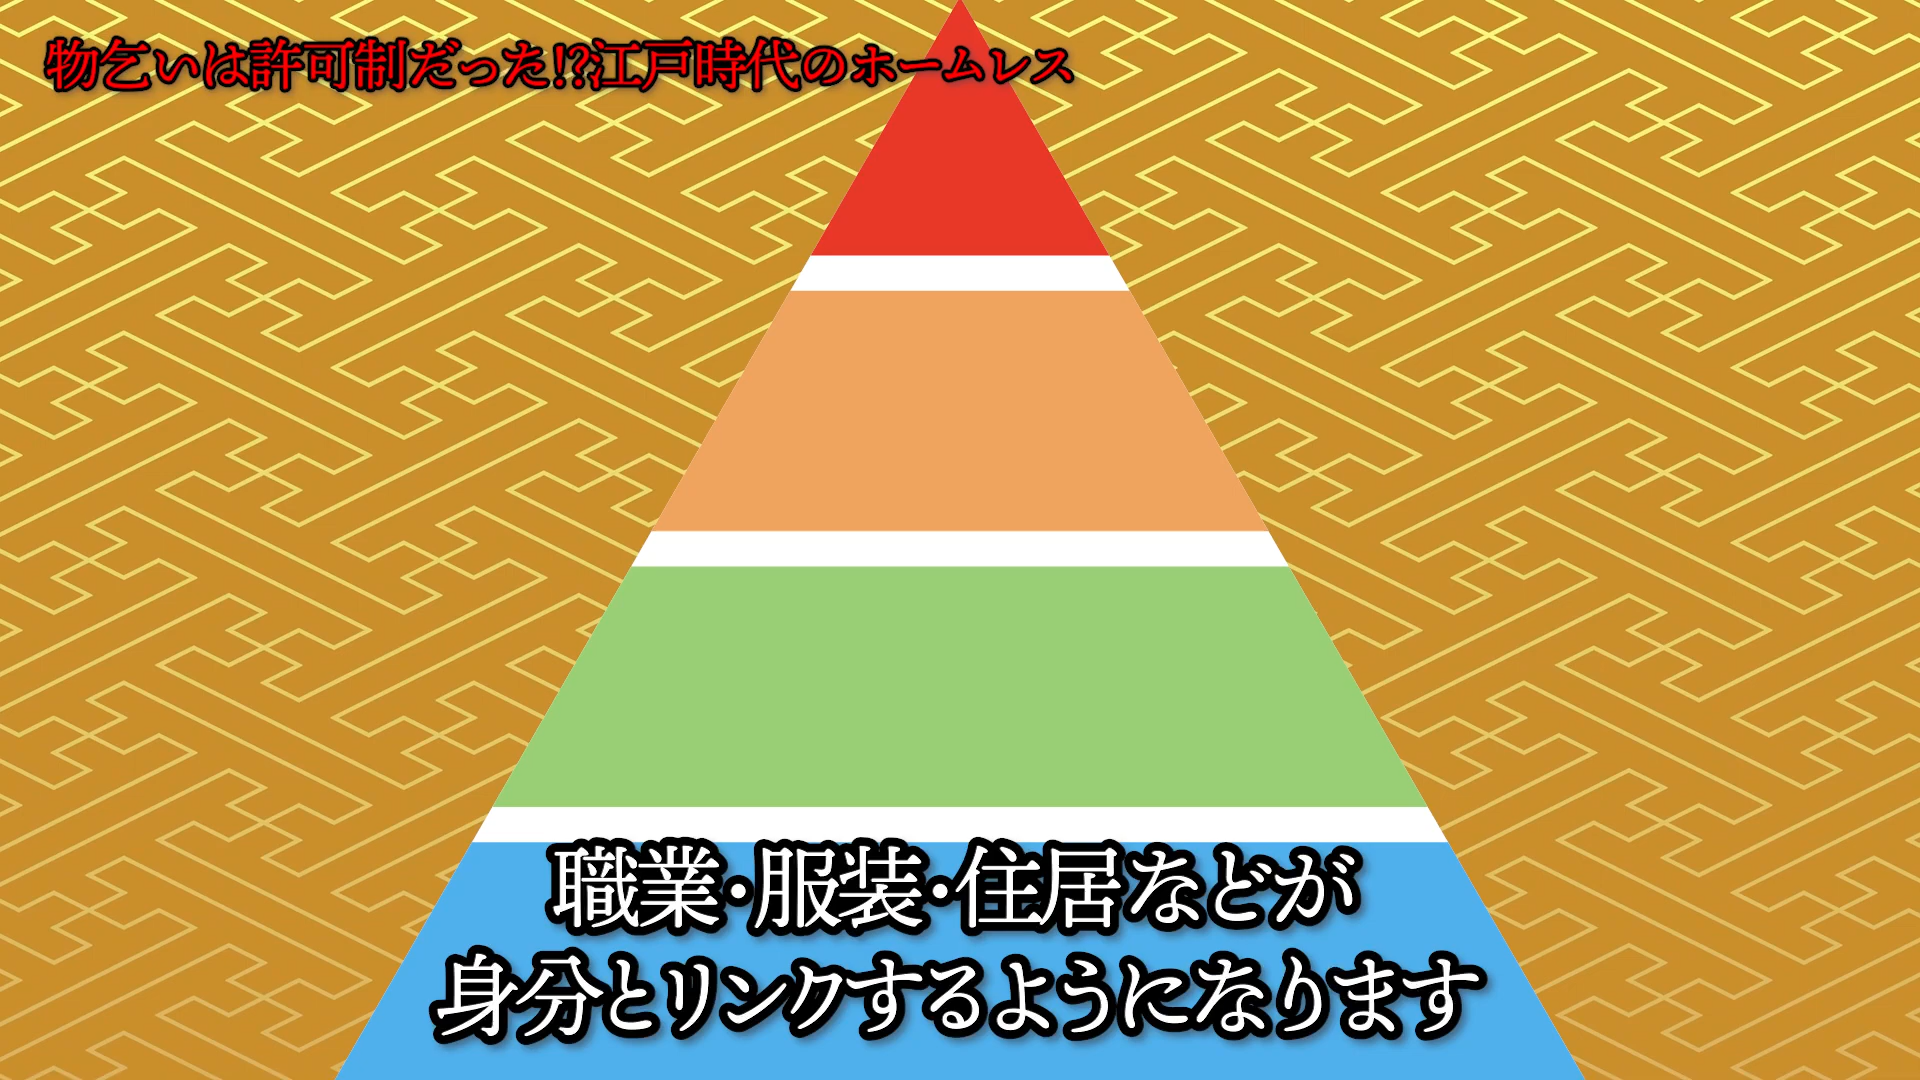 物乞いは許可制だった!?江戸時代のホームレス
職業・服装・住居などが
身分とリンクするようになります